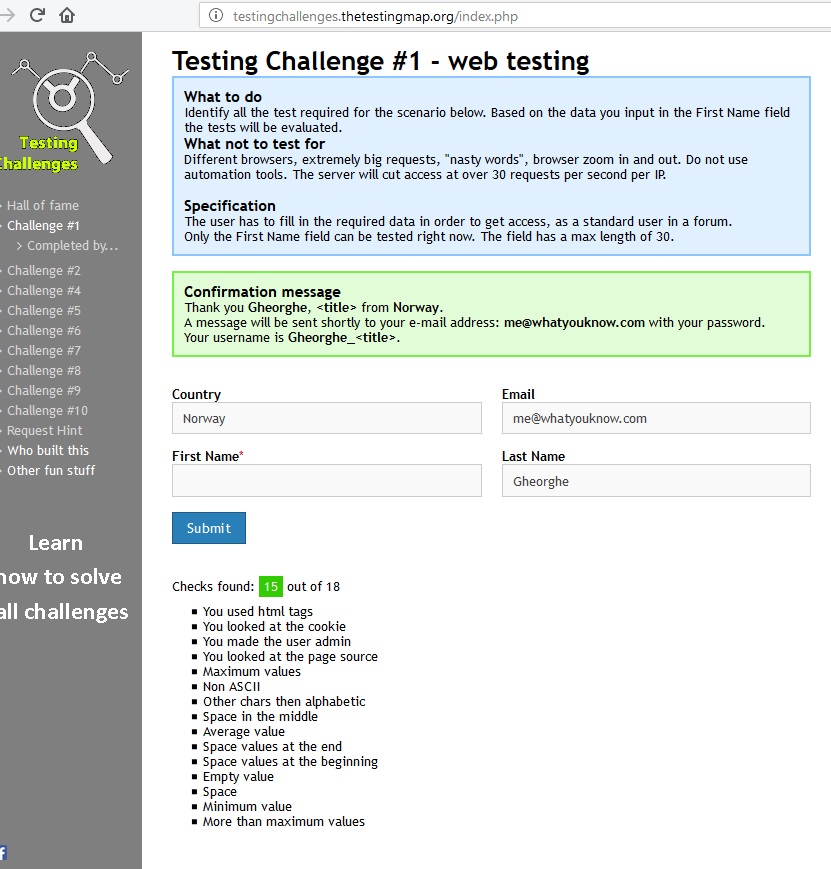 testingchallenges.thetestingmap.org/index.php
Testing
Challenges
Hall of fame
Challenge #1
> Completed by...
Challenge #2
Challenge #4
Challenge #5
Challenge #6
Challenge #7
Challenge #8
Challenge #9
Challenge #10
Request Hint
Who built this
Other fun stuff
Learn
how to solve
all challenges
Testing Challenge #1 - web testing
What to do
Identify all the test required for the scenario below. Based on the data you input in the First Name field
the tests will be evaluated.
What not to test for
Different browsers, extremely big requests, "nasty words", browser zoom in and out. Do not use
automation tools. The server will cut access at over 30 requests per second per IP.
Specification
The user has to fill in the required data in order to get access, as a standard user in a forum.
Only the First Name field can be tested right now. The field has a max length of 30.
Confirmation message
Thank you Gheorghe, <title> from Norway.
A message will be sent shortly to your e-mail address: me@whatyouknow.com with your password.
Your username is Gheorghe_<title>.
Country
Norway
Email
me@whatyouknow.com
First Name*
Last Name
Gheorghe
Submit
Checks found: 15 out of 18
You used html tags
You looked at the cookie
You made the user admin
You looked at the page source
Maximum values
Non ASCII
Other chars then alphabetic
Space in the middle
Average value
Space values at the end
Space values at the beginning
Empty value
Space
Minimum value
More than maximum values